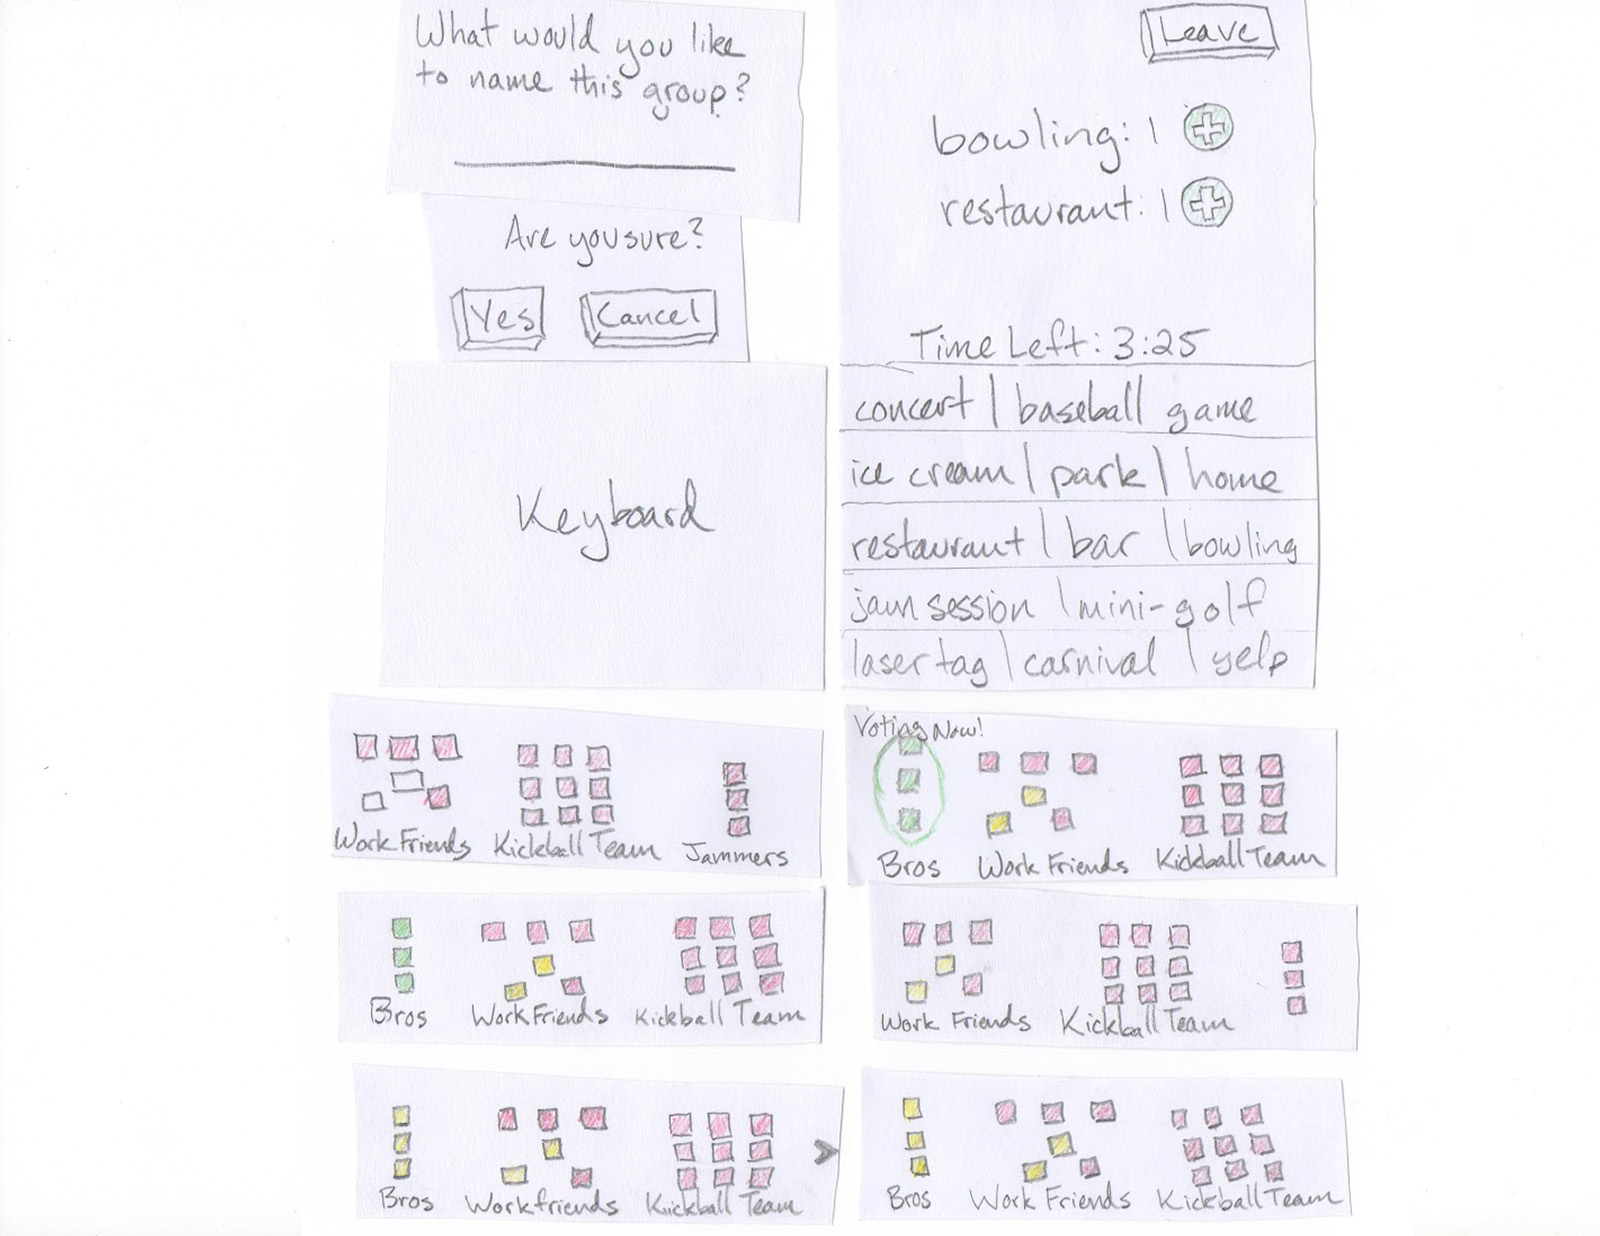 What would you like
to name this group?
Are you sure?
Yes
Cancel
Keyboard
Leave
bowling: 1
restaurant: 1
Time Left: 3:25
concert | baseball game
ice cream | park | home
restaurant | bar | bowling
jam session | mini-golf
laser tag | carnival | yelp
Work Friends Kickball Team Jammers
Voting Now!
Bros Work Friends Kickball Team
Bros Work Friends Kickball Team
Work Friends Kickball Team
Bros Workfriends Kickball Team >
Bros Work Friends Kickball Team